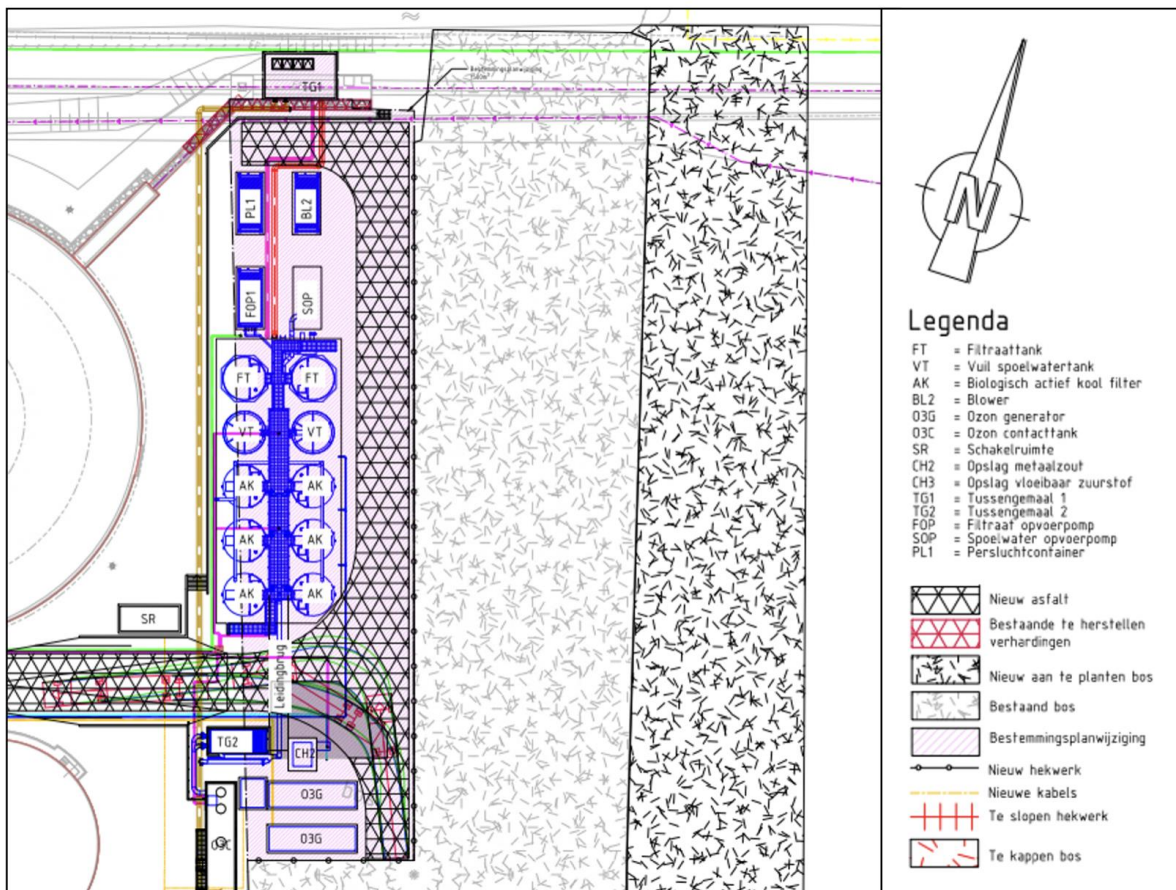 Bestemmingsplanwijziging
TG1
PL1
BL2
FOP1
SOP
FT
FT
VT
VT
AK
AK
AK
AK
AK
AK
SR
Leidingbrug
TG2
CH2
O3G
O3G
O3C
N
Legenda
FT = Filtraattank
VT = Vuil spoelwatertank
AK = Biologisch actief kool filter
BL2 = Blower
O3G = Ozon generator
O3C = Ozon contacttank
SR = Schakelruimte
CH2 = Opslag metaalzout
CH3 = Opslag vloeibaar zuurstof
TG1 = Tussengemaal 1
TG2 = Tussengemaal 2
FOP = Filtraat opvoerpomp
SOP = Spoelwater opvoerpomp
PL1 = Persluchtcontainer
Nieuw asfalt
Bestaande te herstellen
verhardingen
Nieuw aan te planten bos
Bestaand bos
Bestemmingsplanwijziging
Nieuw hekwerk
Nieuwe kabels
Te slopen hekwerk
Te kappen bos